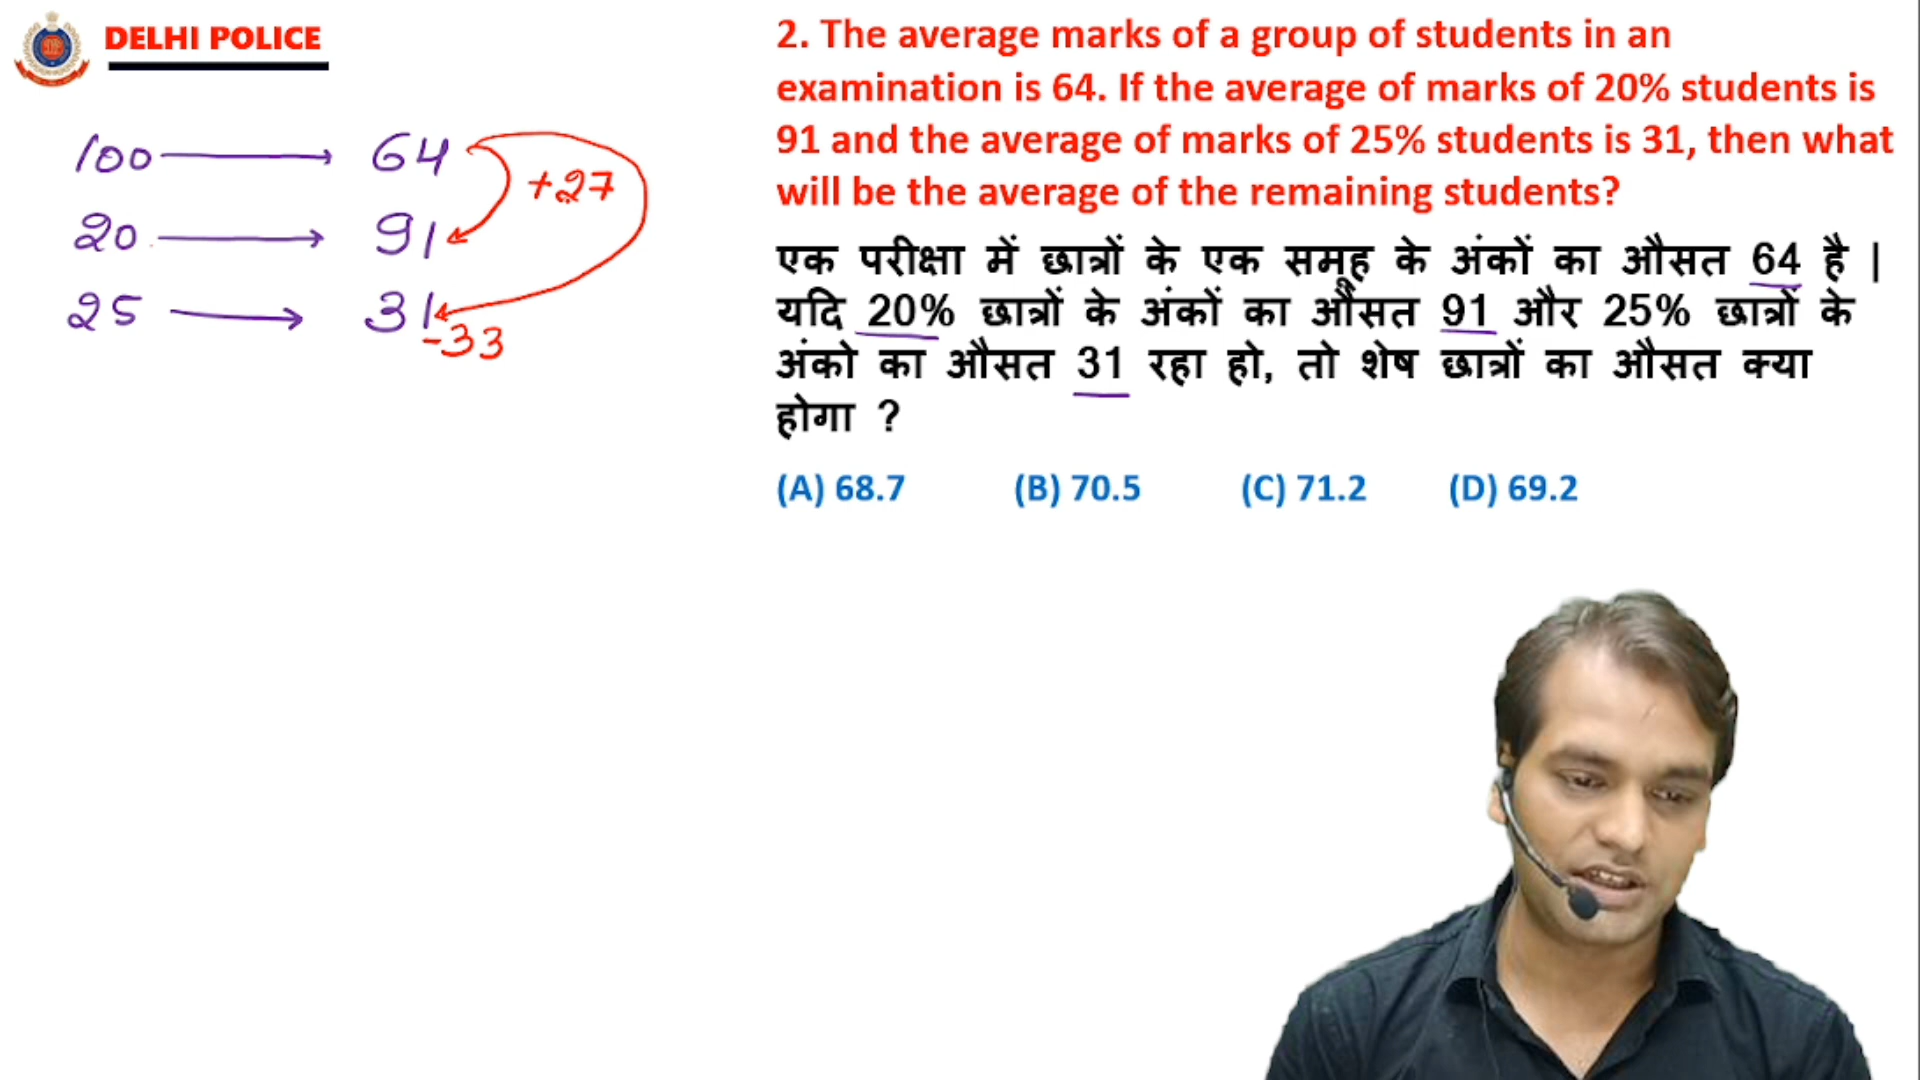 DELHI POLICE
2. The average marks of a group of students in an
examination is 64. If the average of marks of 20% students is
91 and the average of marks of 25% students is 31, then what
will be the average of the remaining students?
एक परीक्षा में छात्रों के एक समूह के अंकों का औसत 64 है |
यदि 20% छात्रों के अंकों का औसत 91 और 25% छात्रों के
अंको का औसत 31 रहा हो, तो शेष छात्रों का औसत क्या
होगा ?
(A) 68.7 (B) 70.5 (C) 71.2 (D) 69.2
100 → 64
+27
20 → 91
25 → 31
-33